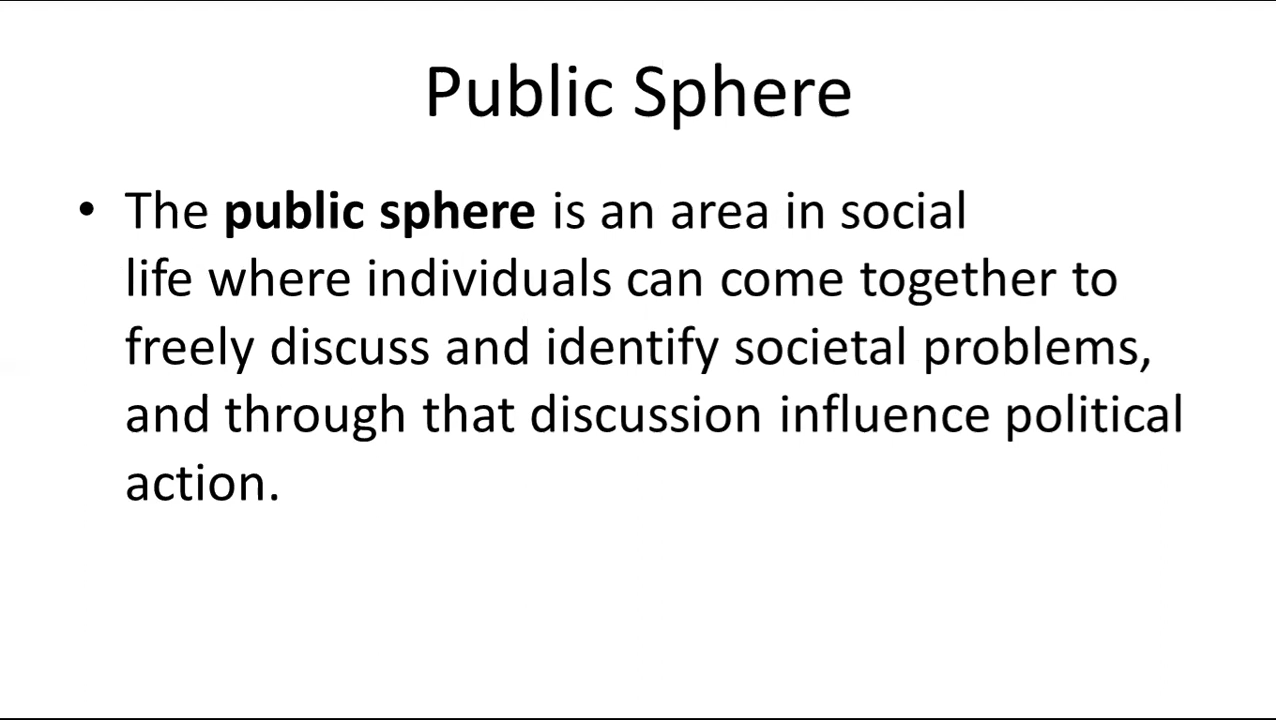 Public Sphere
• The public sphere is an area in social
life where individuals can come together to
freely discuss and identify societal problems,
and through that discussion influence political
action.